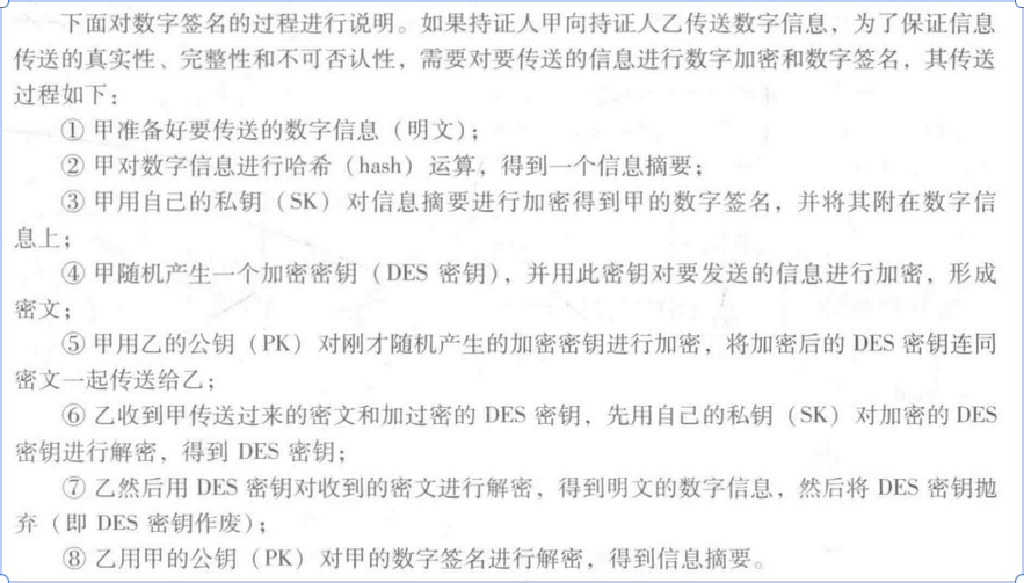 下面对数字签名的过程进行说明。如果持证人甲向持证人乙传送数字信息，为了保证信息
传送的真实性、完整性和不可否认性，需要对要传送的信息进行数字加密和数字签名，其传送
过程如下：
① 甲准备好要传送的数字信息（明文）；
② 甲对数字信息进行哈希（hash）运算，得到一个信息摘要；
③ 甲用自己的私钥（SK）对信息摘要进行加密得到甲的数字签名，并将其附在数字信
息上；
④ 甲随机产生一个加密密钥（DES 密钥），并用此密钥对要发送的信息进行加密，形成
密文；
⑤ 甲用乙的公钥（PK）对刚才随机产生的加密密钥进行加密，将加密后的 DES 密钥连同
密文一起传送给乙；
⑥ 乙收到甲传送过来的密文和加过密的 DES 密钥，先用自己的私钥（SK）对加密的 DES
密钥进行解密，得到 DES 密钥；
⑦ 乙然后用 DES 密钥对收到的密文进行解密，得到明文的数字信息，然后将 DES 密钥抛
弃（即 DES 密钥作废）；
⑧ 乙用甲的公钥（PK）对甲的数字签名进行解密，得到信息摘要。